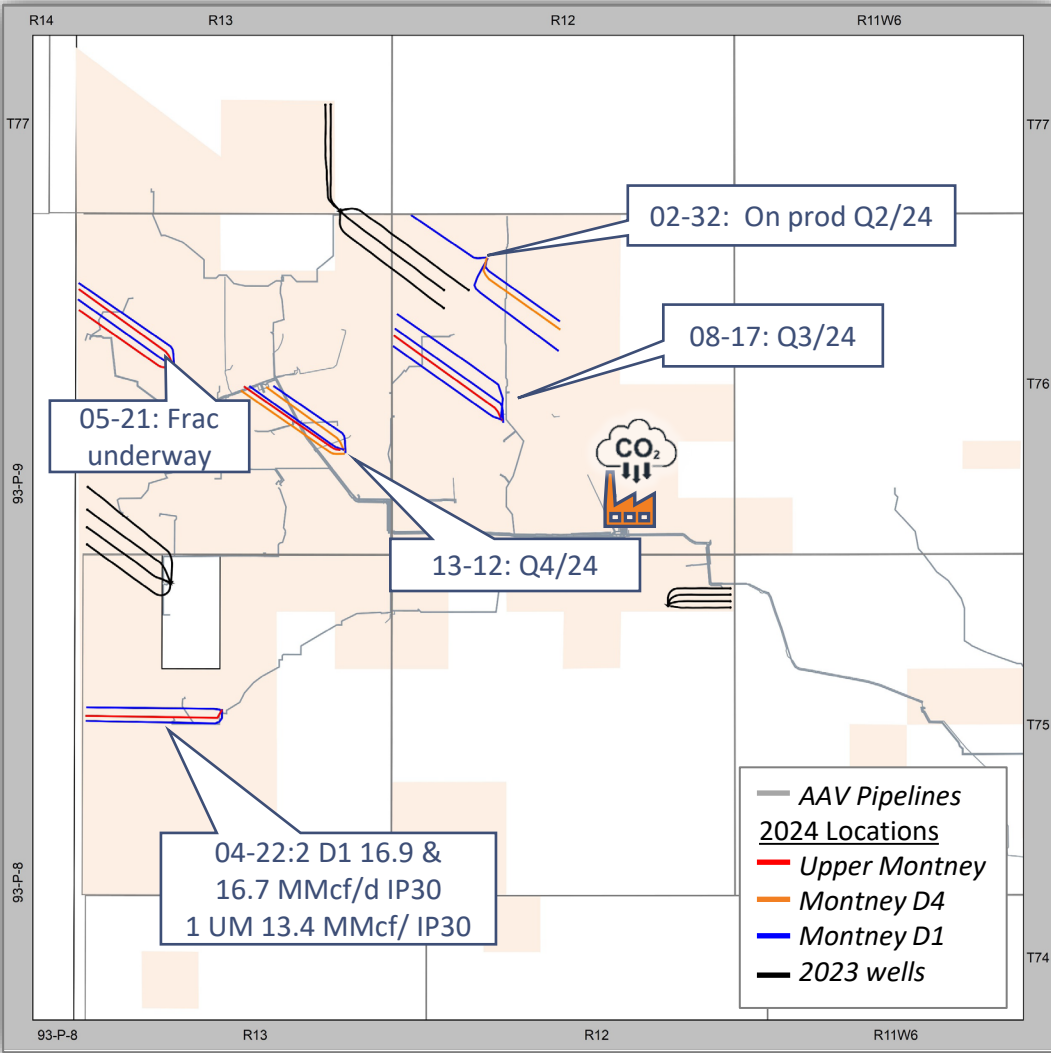 R14
R13
R12
R11W6
T77
T77
02-32: On prod Q2/24
08-17: Q3/24
T76
05-21: Frac
underway
CO₂
93-P-9
13-12: Q4/24
T75
04-22:2 D1 16.9 &
16.7 MMcf/d IP30
1 UM 13.4 MMcf/ IP30
93-P-8
AAV Pipelines
2024 Locations
Upper Montney
Montney D4
Montney D1
2023 wells
T74
93-P-8
R13
R12
R11W6